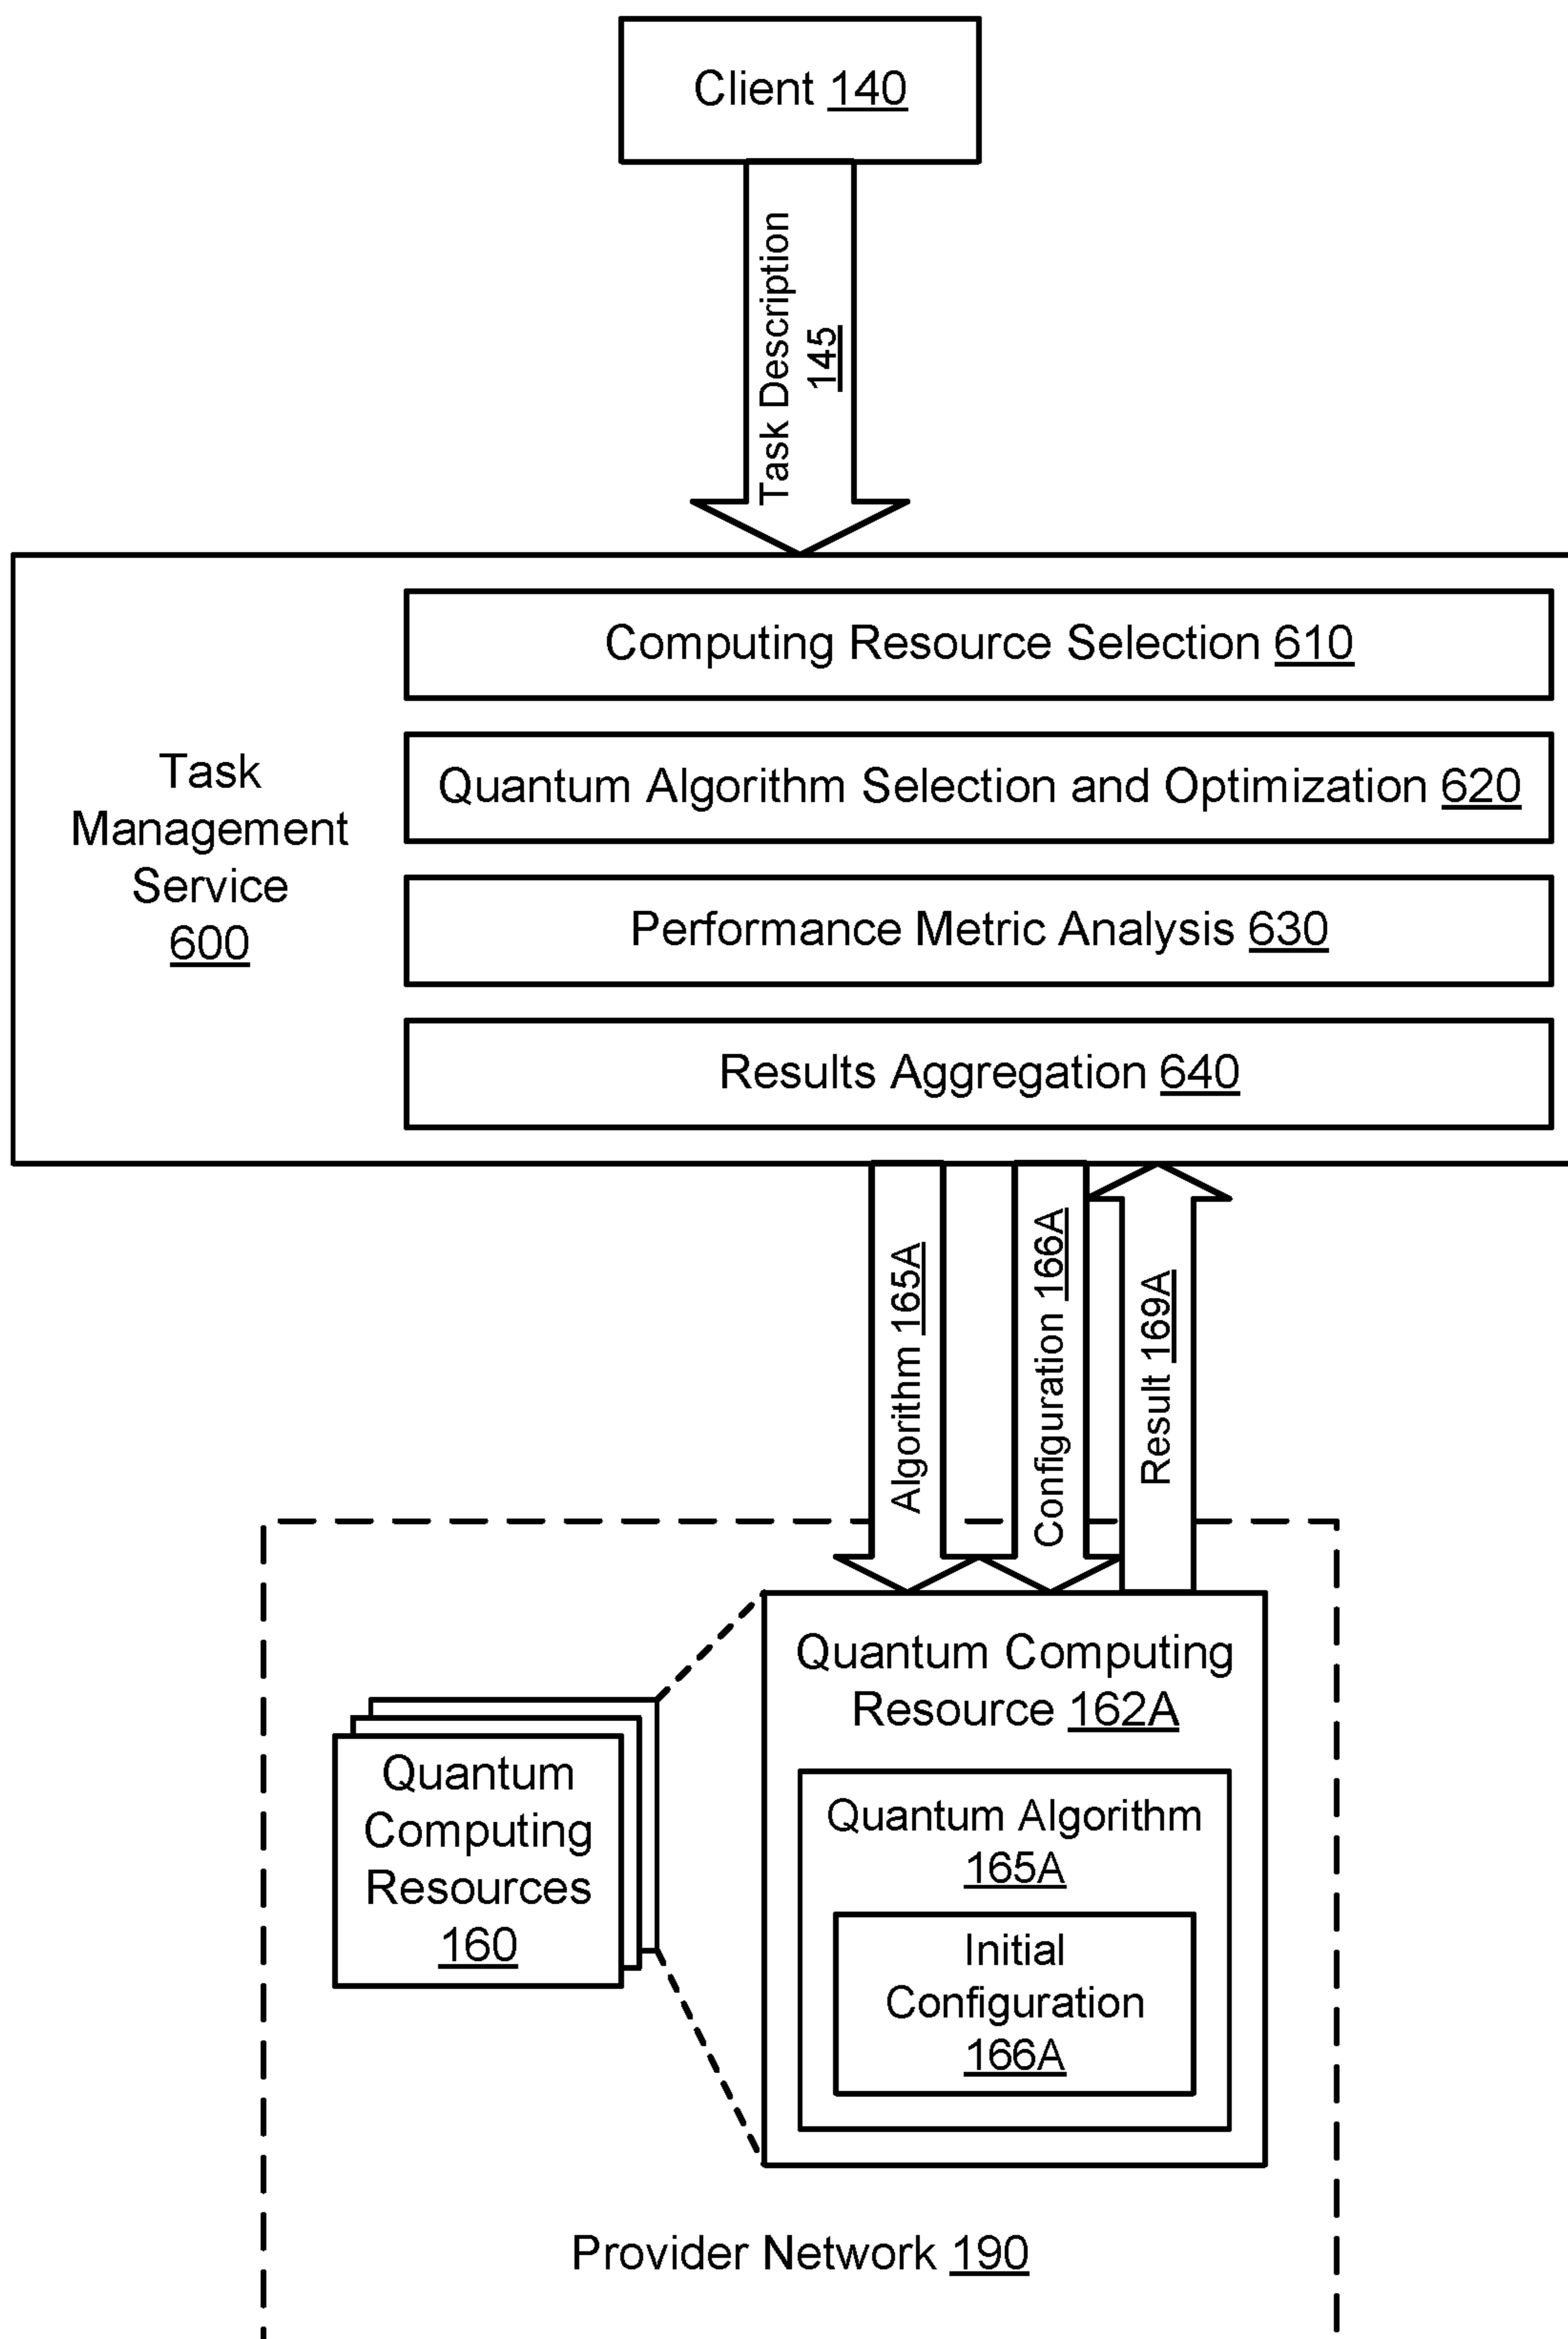 Client 140
Task Description
145
Computing Resource Selection 610
Task
Management
Service
600
Quantum Algorithm Selection and Optimization 620
Performance Metric Analysis 630
Results Aggregation 640
Algorithm 165A
Configuration 166A
Result 169A
Quantum Computing
Resource 162A
Quantum
Computing
Resources
160
Quantum Algorithm
165A
Initial
Configuration
166A
Provider Network 190